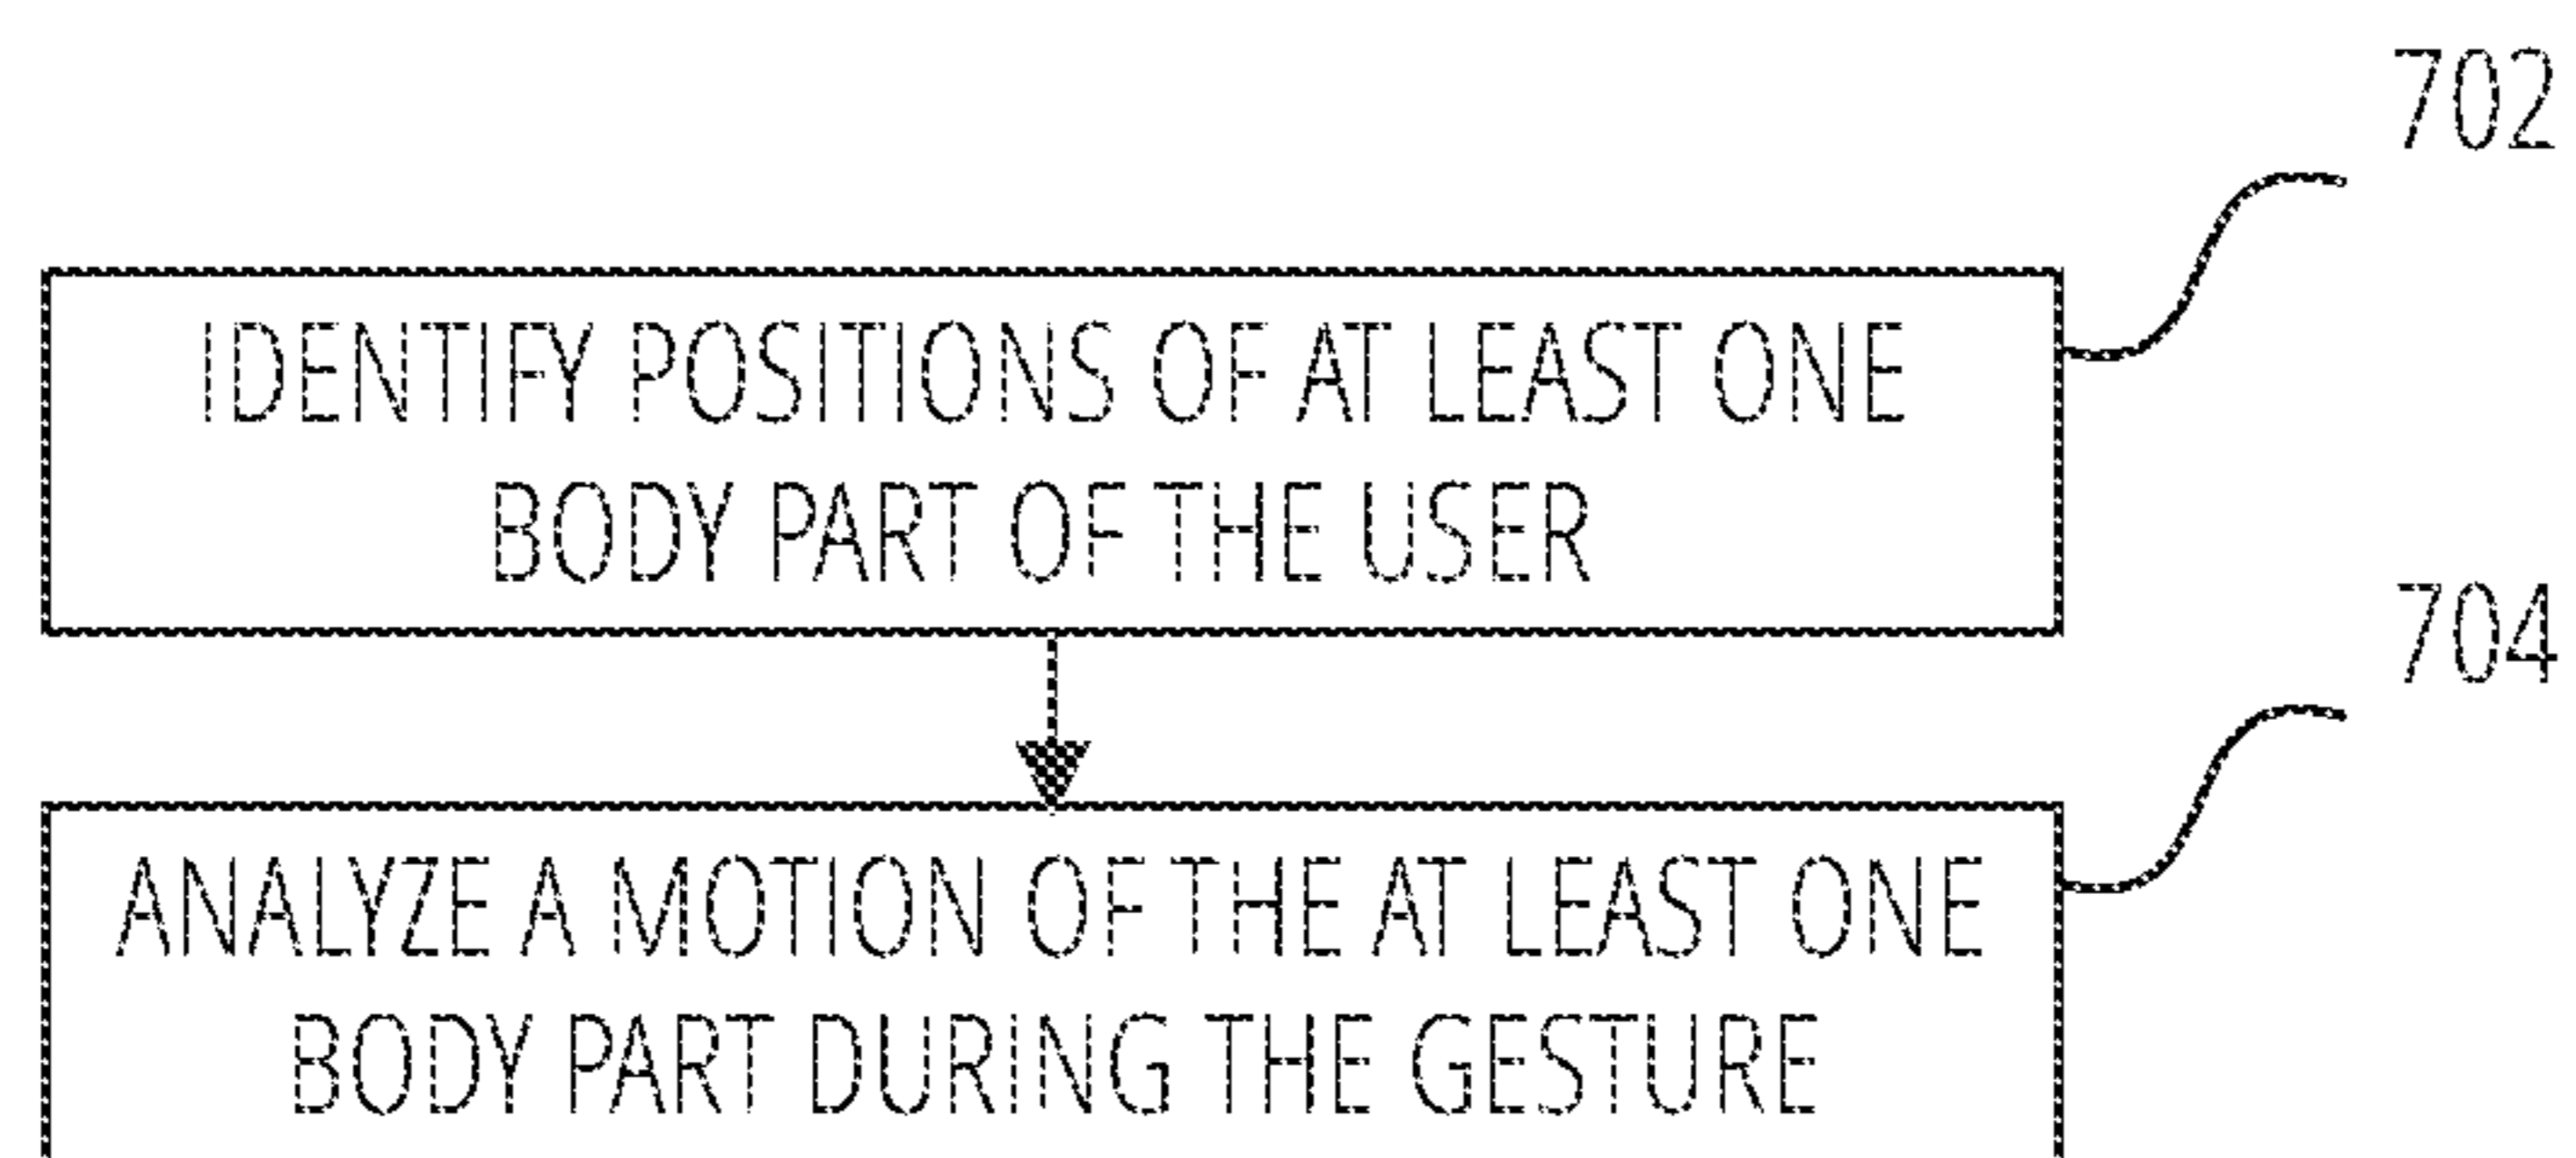 702
IDENTIFY POSITIONS OF AT LEAST ONE
BODY PART OF THE USER
704
ANALYZE A MOTION OF THE AT LEAST ONE
BODY PART DURING THE GESTURE